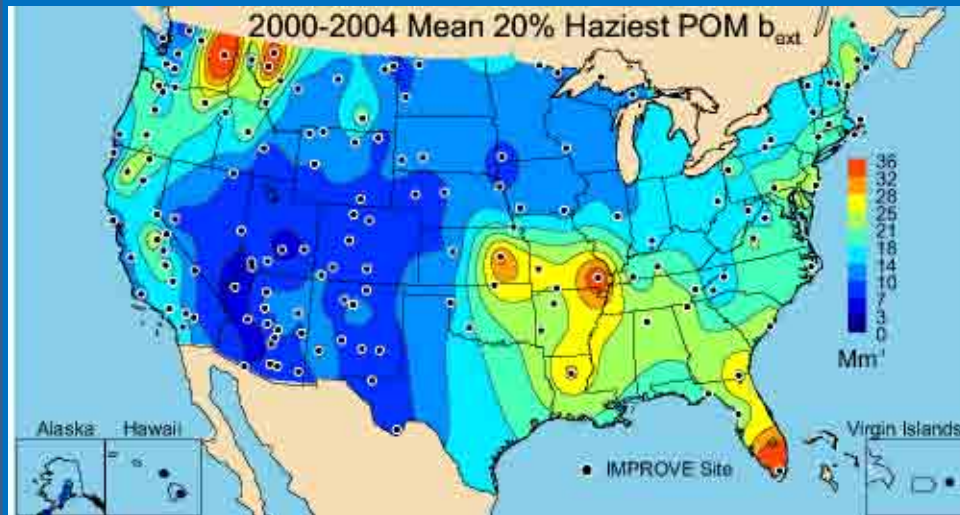 2000-2004 Mean 20% Haziest POM b_ext
36
32
28
25
21
18
14
10
7
3
0
Mm⁻¹
Alaska
Hawaii
Virgin Islands
IMPROVE Site